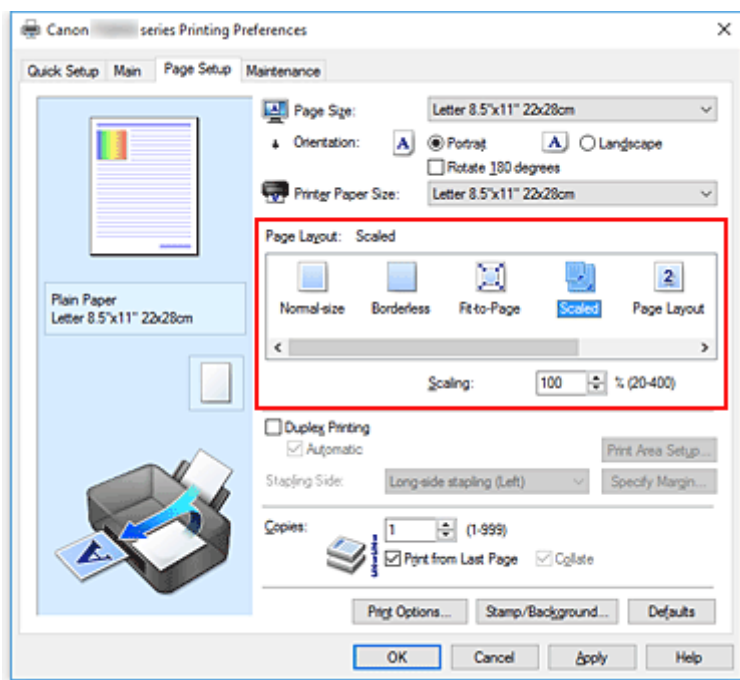 Canon series Printing Preferences
Quick Setup Main Page Setup Maintenance
Page Size: Letter 8.5"x11" 22x28cm
Orientation: A Portrait A Landscape
Rotate 180 degrees
Printer Paper Size: Letter 8.5"x11" 22x28cm
Page Layout: Scaled
2
Normal-size Borderless Fit-to-Page Scaled Page Layout
Plain Paper
Letter 8.5"x11" 22x28cm
Scaling: 100 % (20-400)
Duplex Printing
Automatic Print Area Setup...
Stapling Side: Long-side stapling (Left) Specify Margin...
Copies: 1 (1-999)
Print from Last Page Collate
A
Print Options... Stamp/Background... Defaults
OK Cancel Apply Help